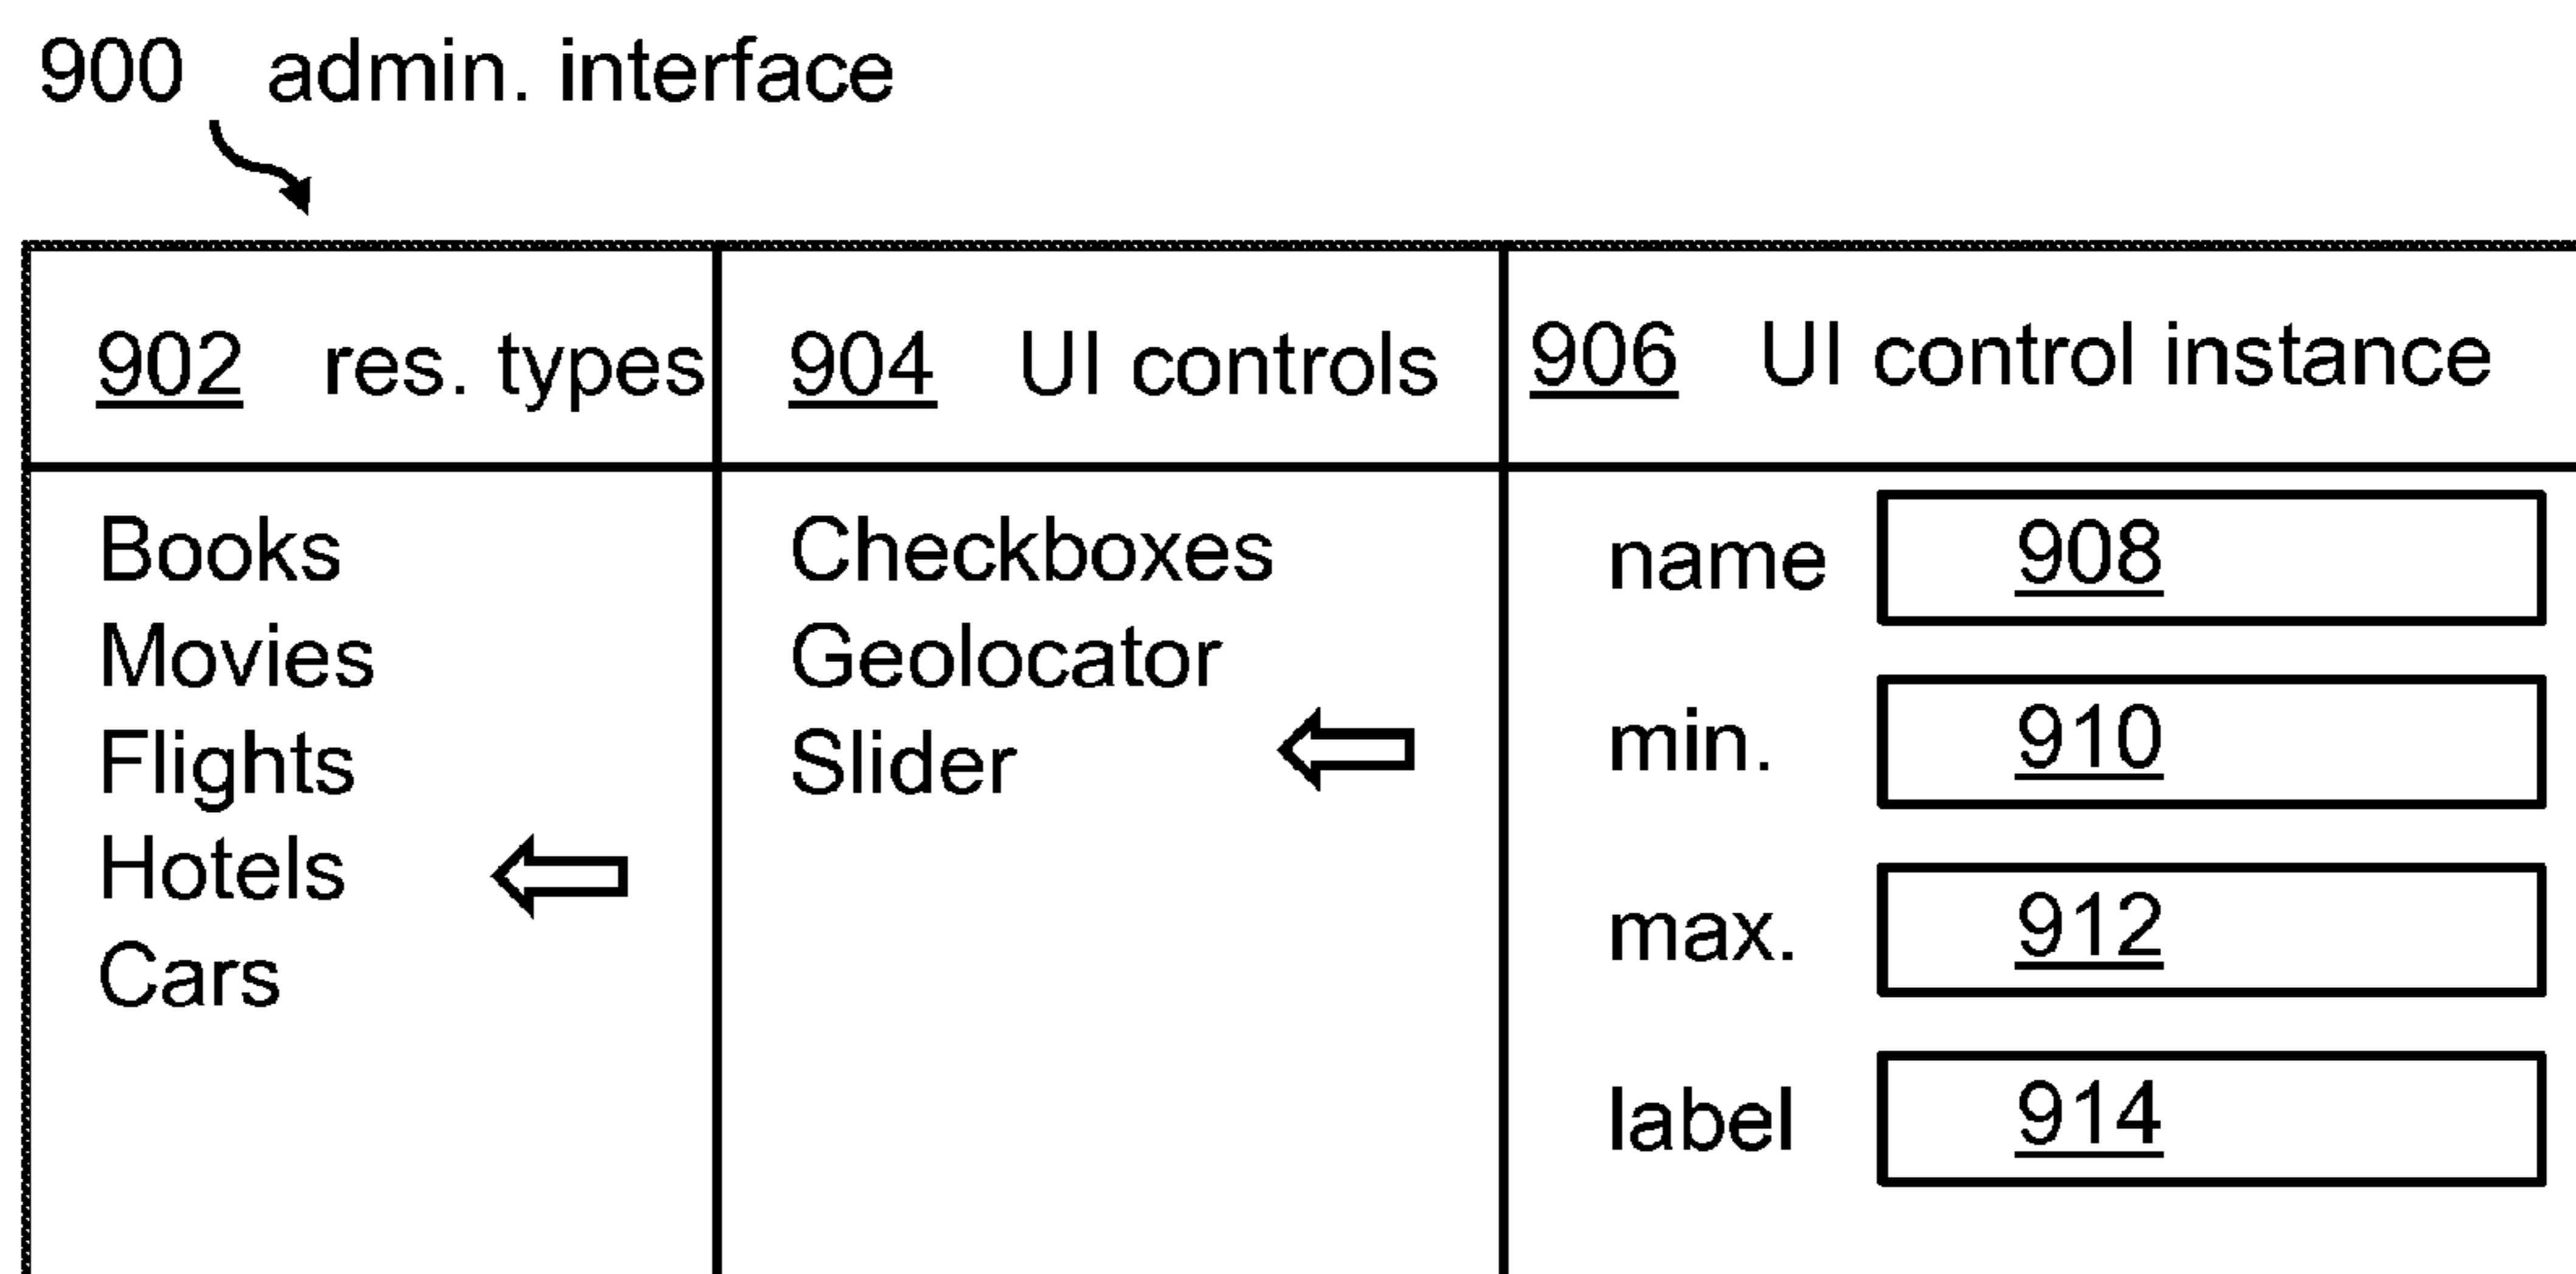 900 admin. interface
902 res. types
904 UI controls
906 UI control instance
Books
Movies
Flights
Hotels
Cars
Checkboxes
Geolocator
Slider
name 908
min. 910
max. 912
label 914